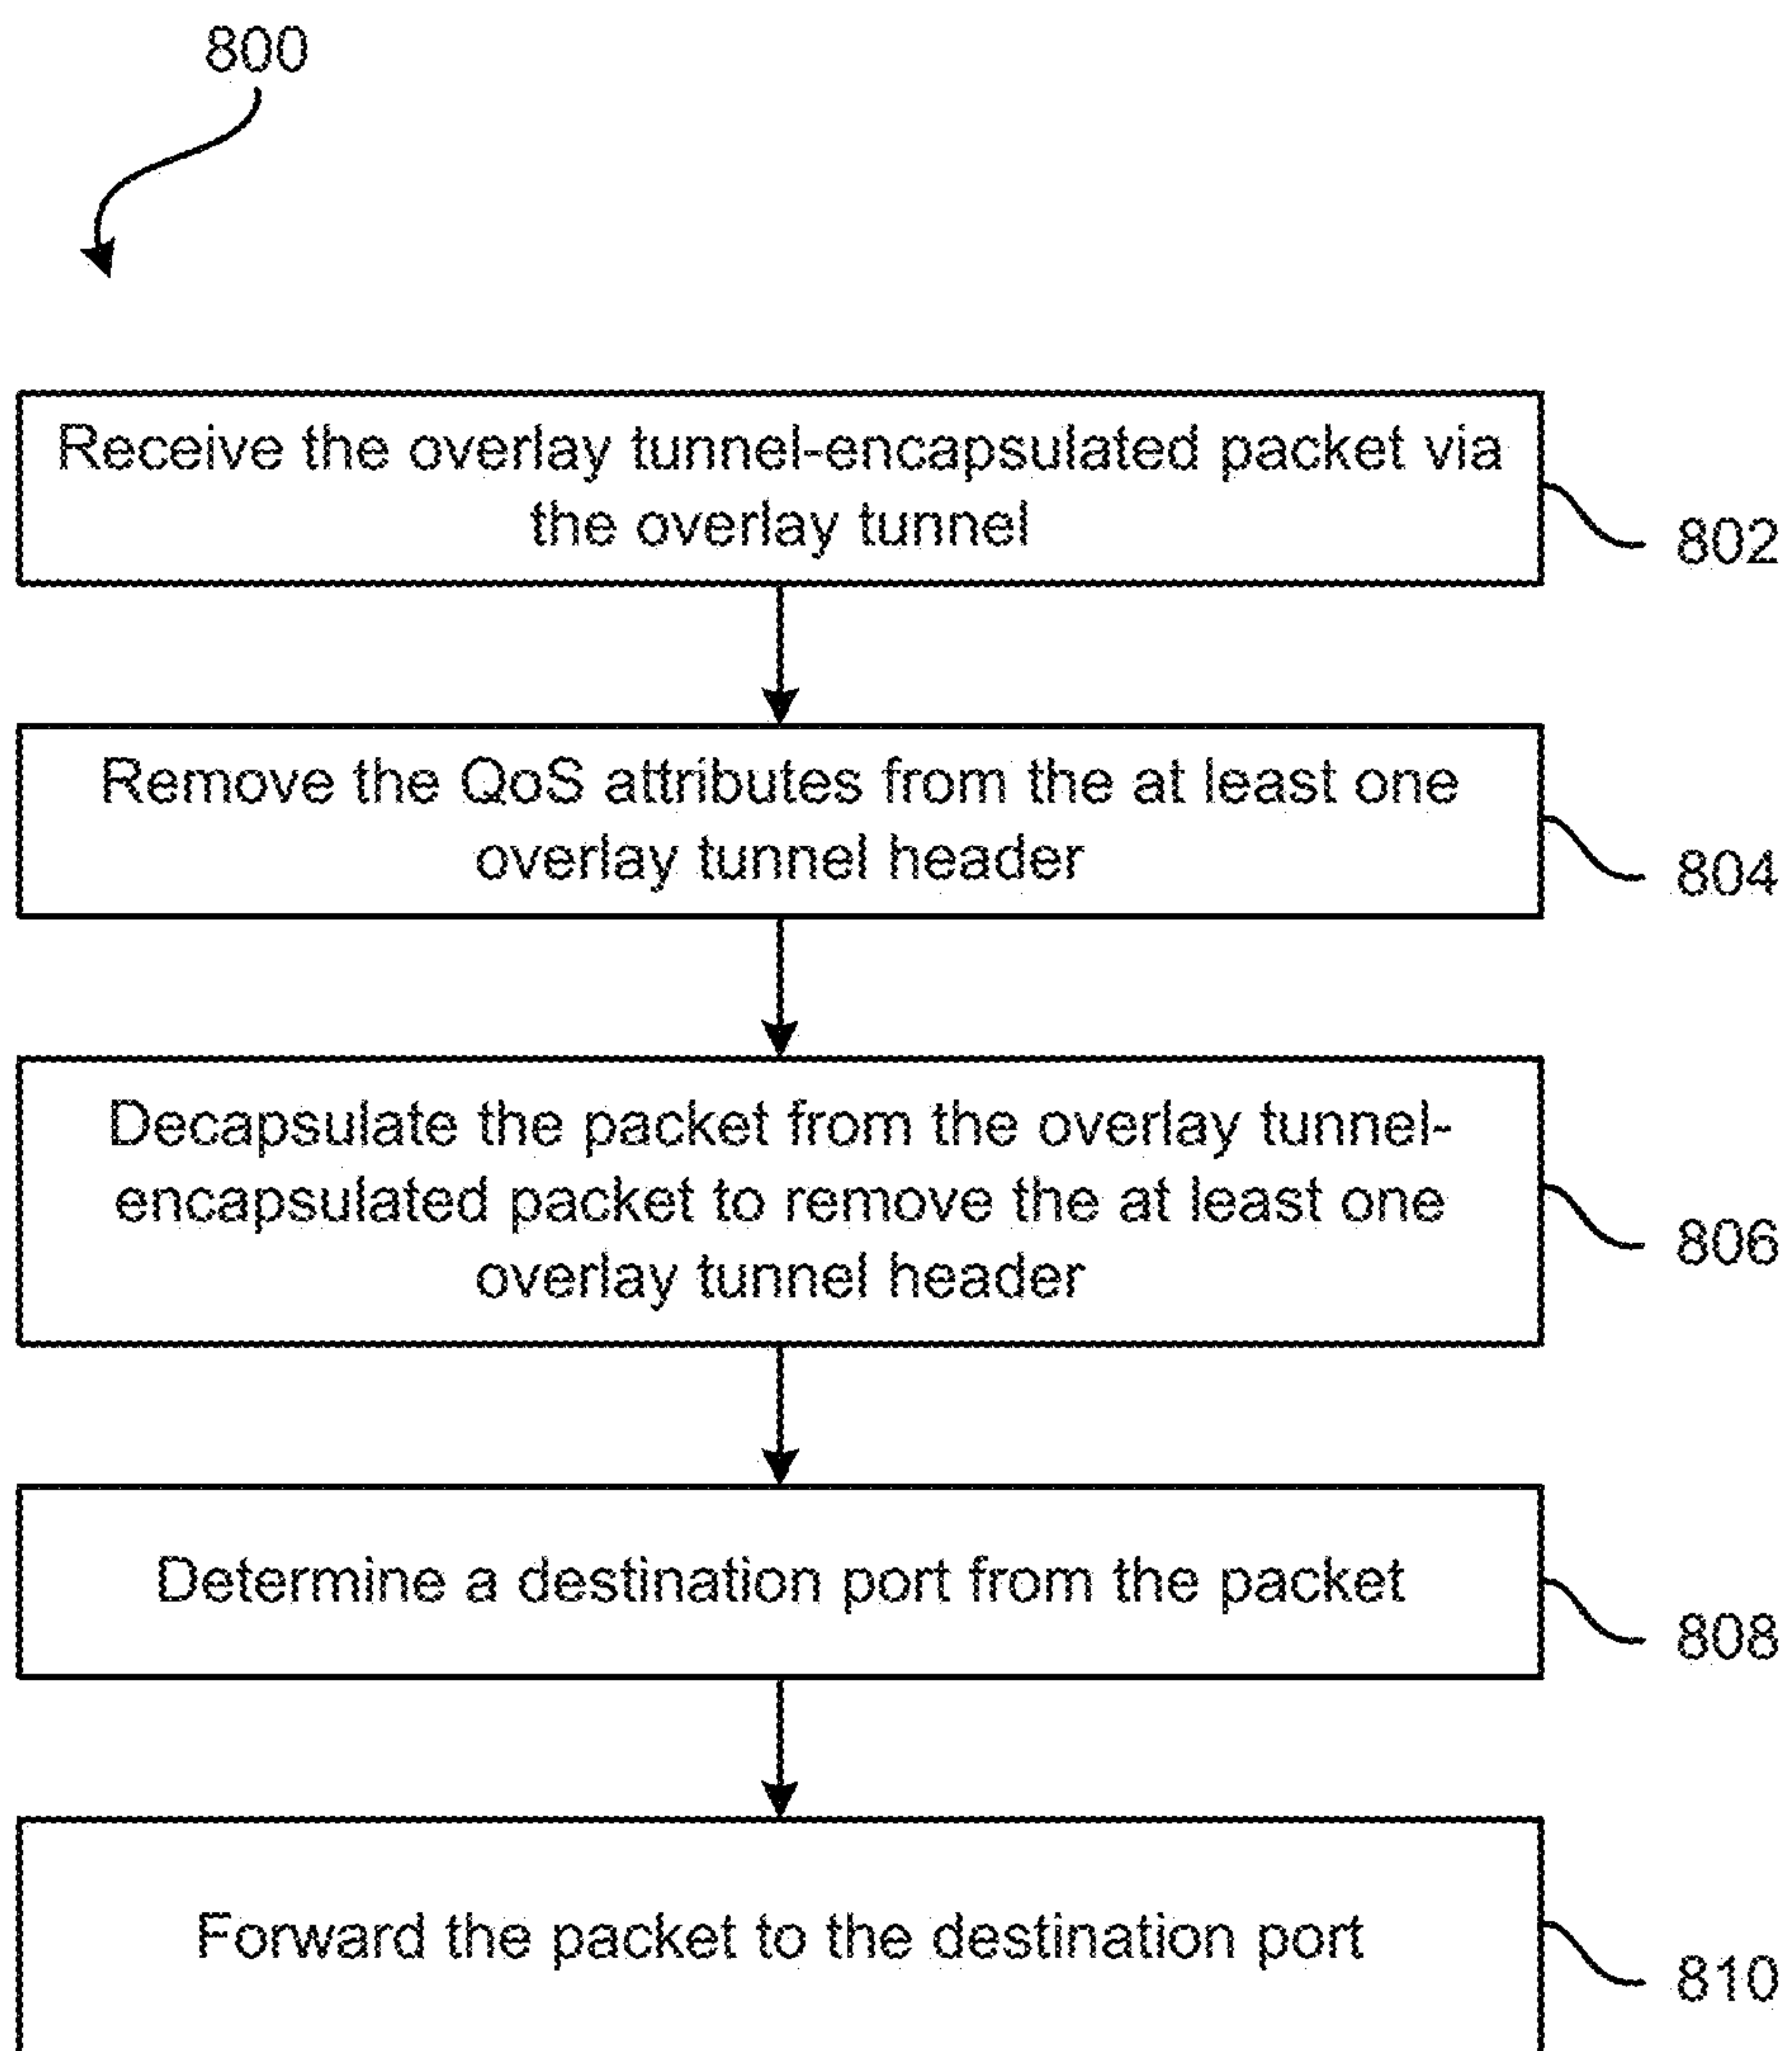 800
Receive the overlay tunnel-encapsulated packet via
the overlay tunnel
802
Remove the QoS attributes from the at least one
overlay tunnel header
804
Decapsulate the packet from the overlay tunnel-
encapsulated packet to remove the at least one
overlay tunnel header
806
Determine a destination port from the packet
808
Forward the packet to the destination port
810